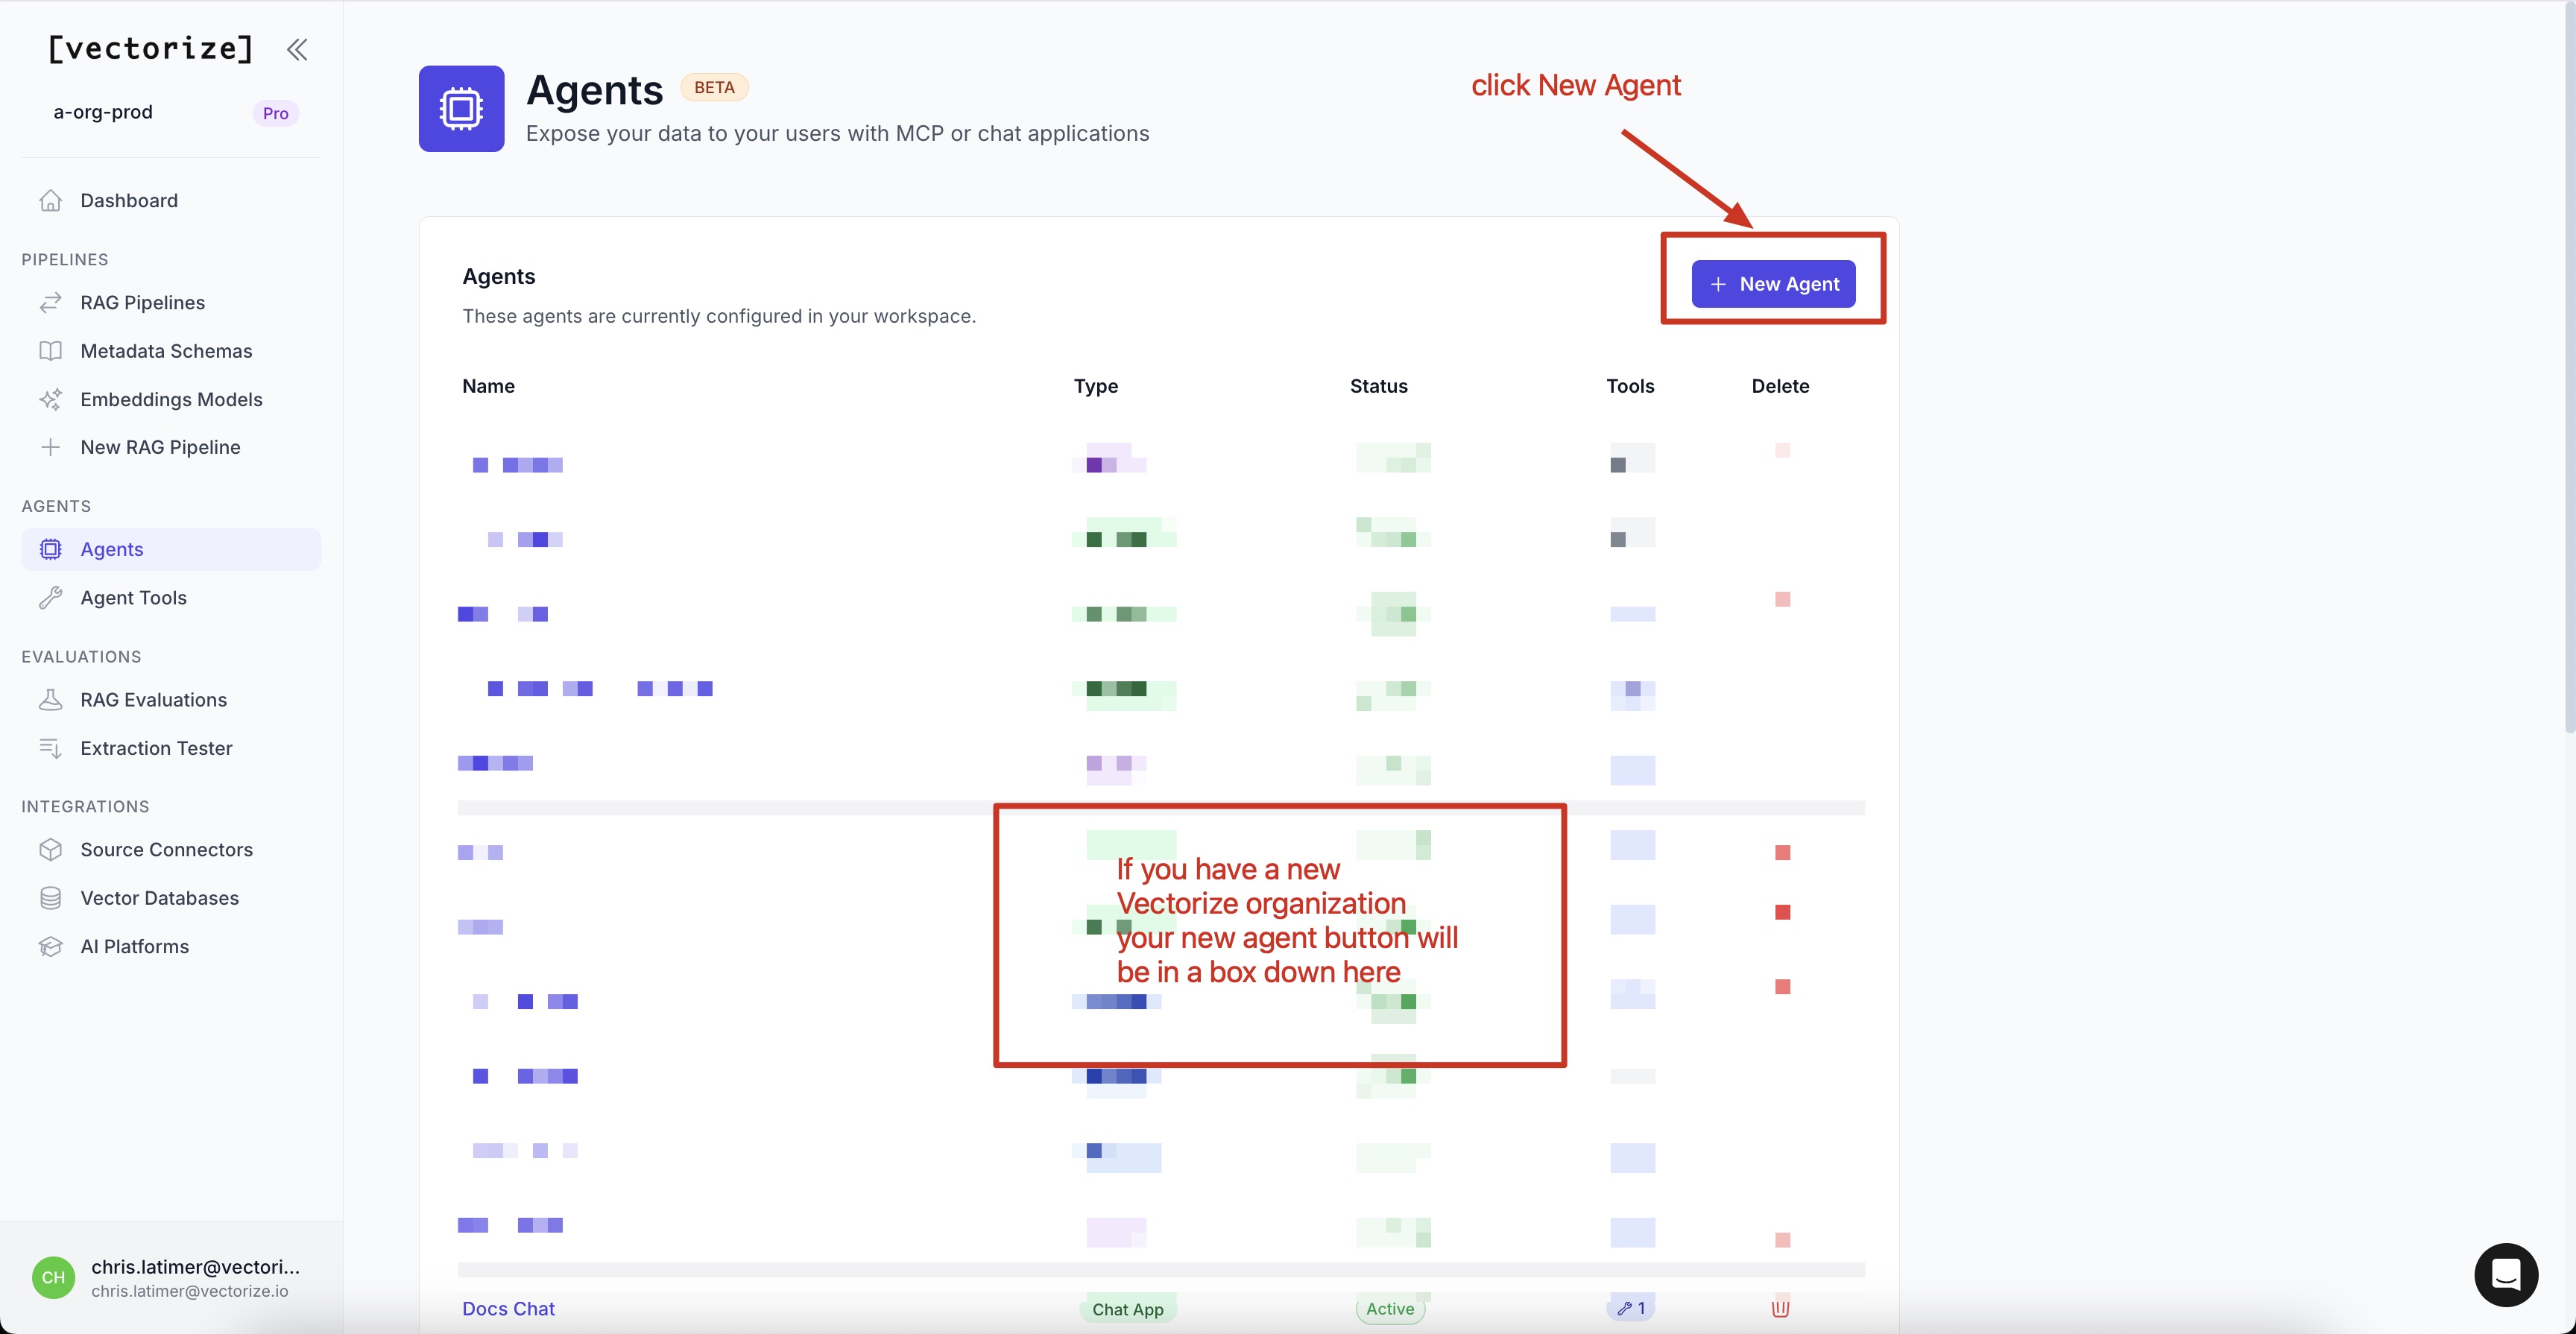 [vectorize]
a-org-prod
Pro
Dashboard
PIPELINES
RAG Pipelines
Metadata Schemas
Embeddings Models
New RAG Pipeline
AGENTS
Agents
Agent Tools
EVALUATIONS
RAG Evaluations
Extraction Tester
INTEGRATIONS
Source Connectors
Vector Databases
AI Platforms
CH
chris.latimer@vectori...
chris.latimer@vectorize.io
Agents BETA
Expose your data to your users with MCP or chat applications
click New Agent
Agents
These agents are currently configured in your workspace.
New Agent
Name Type Status Tools Delete
If you have a new
Vectorize organization
your new agent button will
be in a box down here
Docs Chat Chat App Active 1